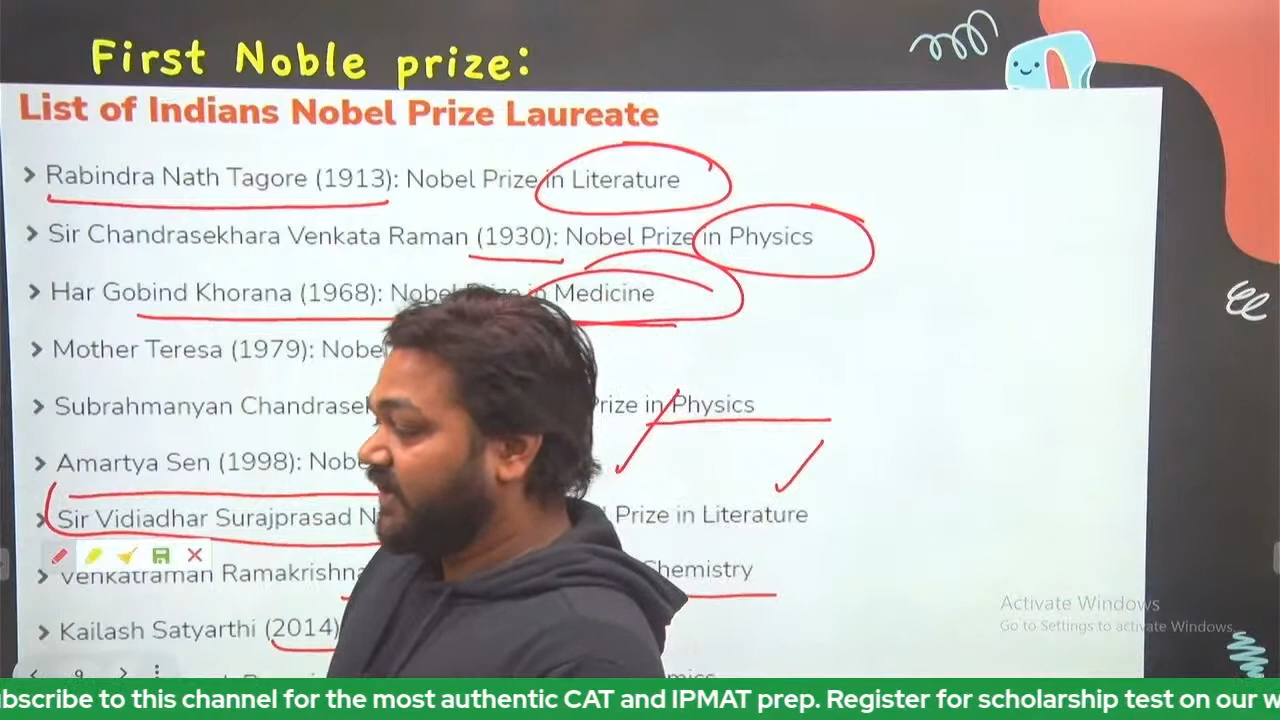 First Noble prize:
List of Indians Nobel Prize Laureate
Rabindra Nath Tagore (1913): Nobel Prize in Literature
Sir Chandrasekhara Venkata Raman (1930): Nobel Prize in Physics
Har Gobind Khorana (1968): Nobel Prize in Medicine
Mother Teresa (1979): Nobel
Subrahmanyan Prize in Physics
Amartya Sen (1998):
Sir Vidiadhar Surajprasad Prize in Literature
Venkatraman Chemistry
Kailash Satyarthi (2014)
Activate Windows
Go to Settings to activate Windows.
9
to this channel for the most authentic CAT and IPMAT prep. Register for scholarship test on our